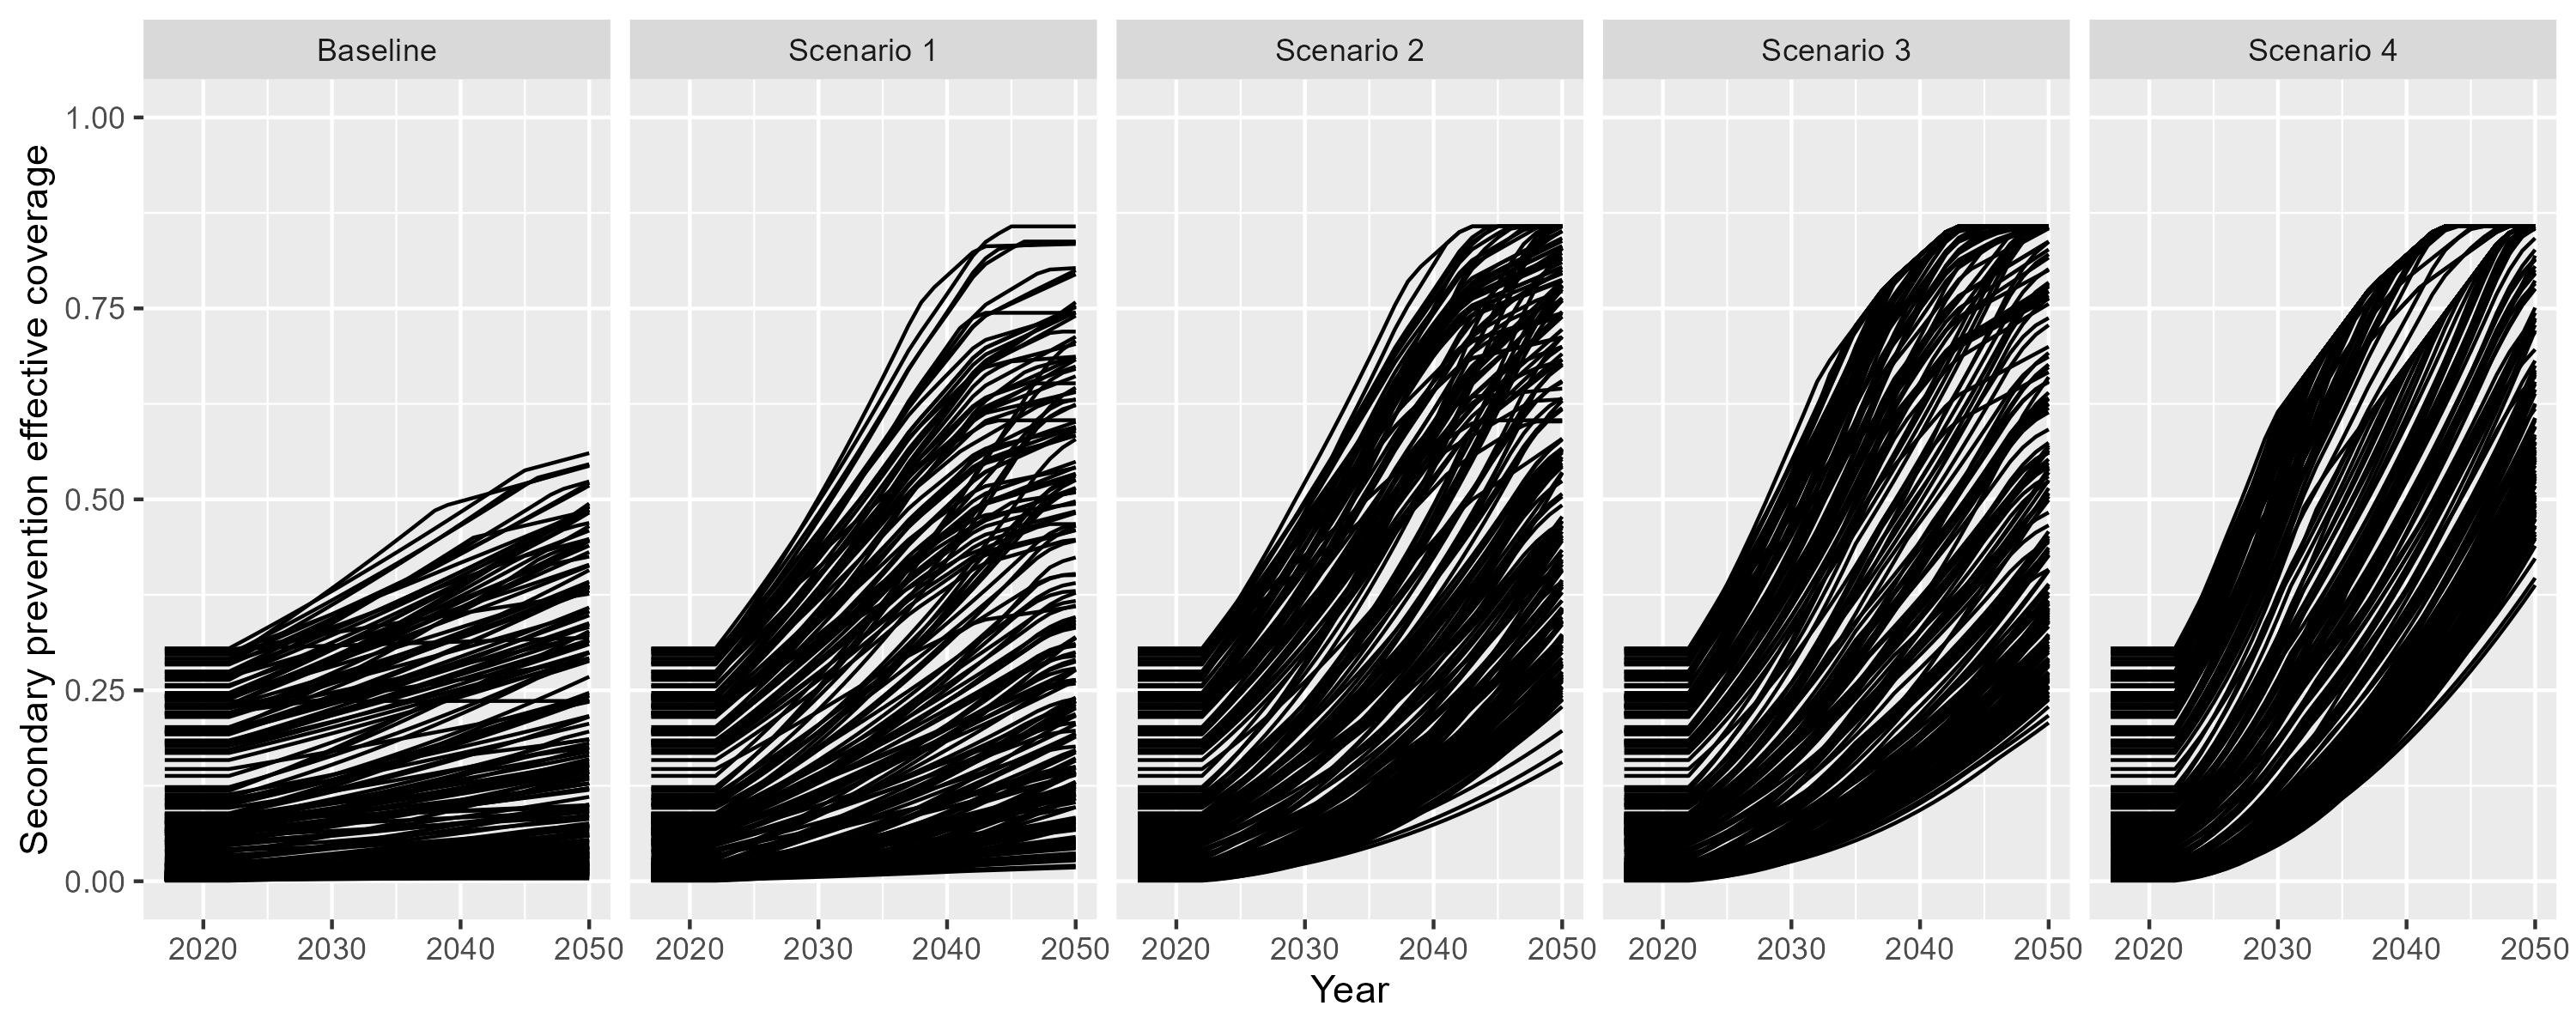 Baseline
Scenario 1
Scenario 2
Scenario 3
Scenario 4
Secondary prevention effective coverage
1.00
0.75
0.50
0.25
0.00
2020 2030 2040 2050 2020 2030 2040 2050 2020 2030 2040 2050 2020 2030 2040 2050 2020 2030 2040 2050
Year